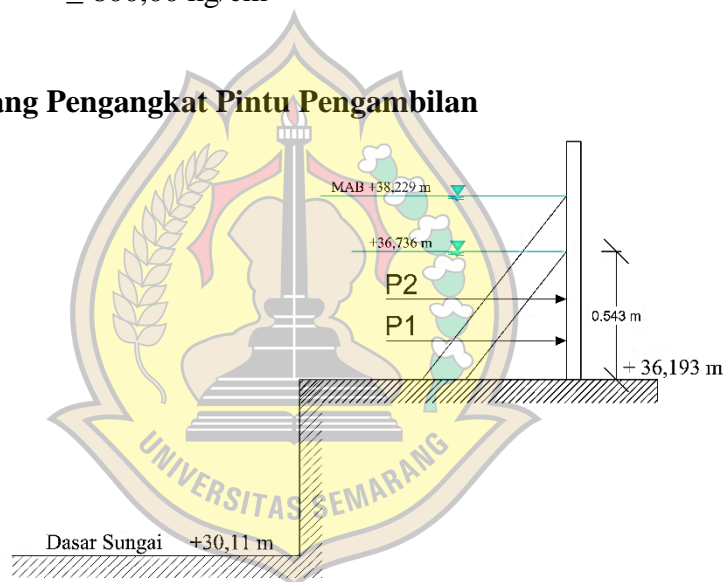 ang Pengangkat Pintu Pengambilan
MAB +38,229 m
+36,736 m
P2
P1
0.543 m
+ 36,193 m
UNIVERSITAS SEMARANG
Dasar Sungai +30,11 m